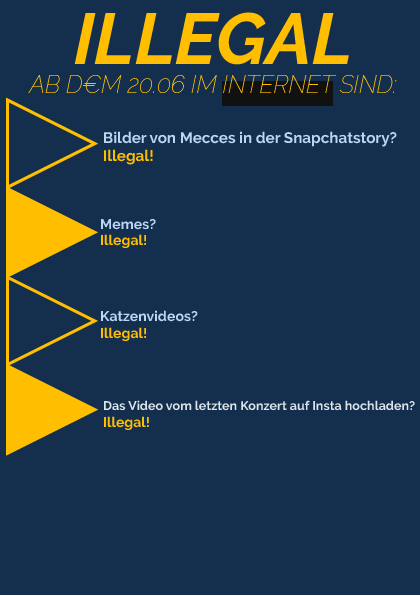 ILLEGAL
AB D€M 20.06 IM INTERNET SIND:
Bilder von Mecces in der Snapchatstory?
Illegal!
Memes?
Illegal!
Katzenvideos?
Illegal!
Das Video vom letzten Konzert auf Insta hochladen?
Illegal!